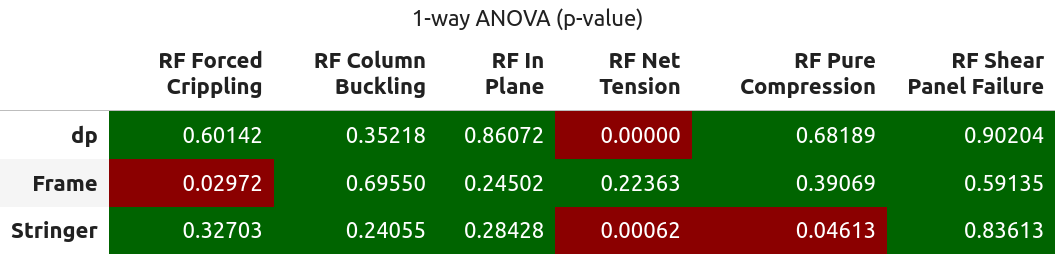 1-way ANOVA (p-value)
RF Forced Crippling RF Column Buckling RF In Plane RF Net Tension RF Pure Compression RF Shear Panel Failure
dp 0.60142 0.35218 0.86072 0.00000 0.68189 0.90204
Frame 0.02972 0.69550 0.24502 0.22363 0.39069 0.59135
Stringer 0.32703 0.24055 0.28428 0.00062 0.04613 0.83613